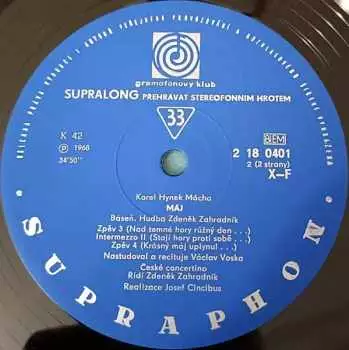 gramofonový klub
SUPRALONG PŘEHRÁVAT STEREOFONNÍM HROTEM
33
K 42
℗ 1968
34'50"
BIEM
2 18 0401
2 (2 strany)
X–F
Karel Hynek Mácha
MÁJ
Báseň. Hudba Zdeněk Zahradník
Zpěv 3 (Nad temné hory růžný den . . .)
Intermezzo II (Stojí hory proti sobě . . .)
Zpěv 4 (Krásný máj uplynul . . .)
Nastudoval a recituje Václav Voska
České concertino
Řídí Zdeněk Zahradník
Realizace Josef Cincibus
SUPRAPHON